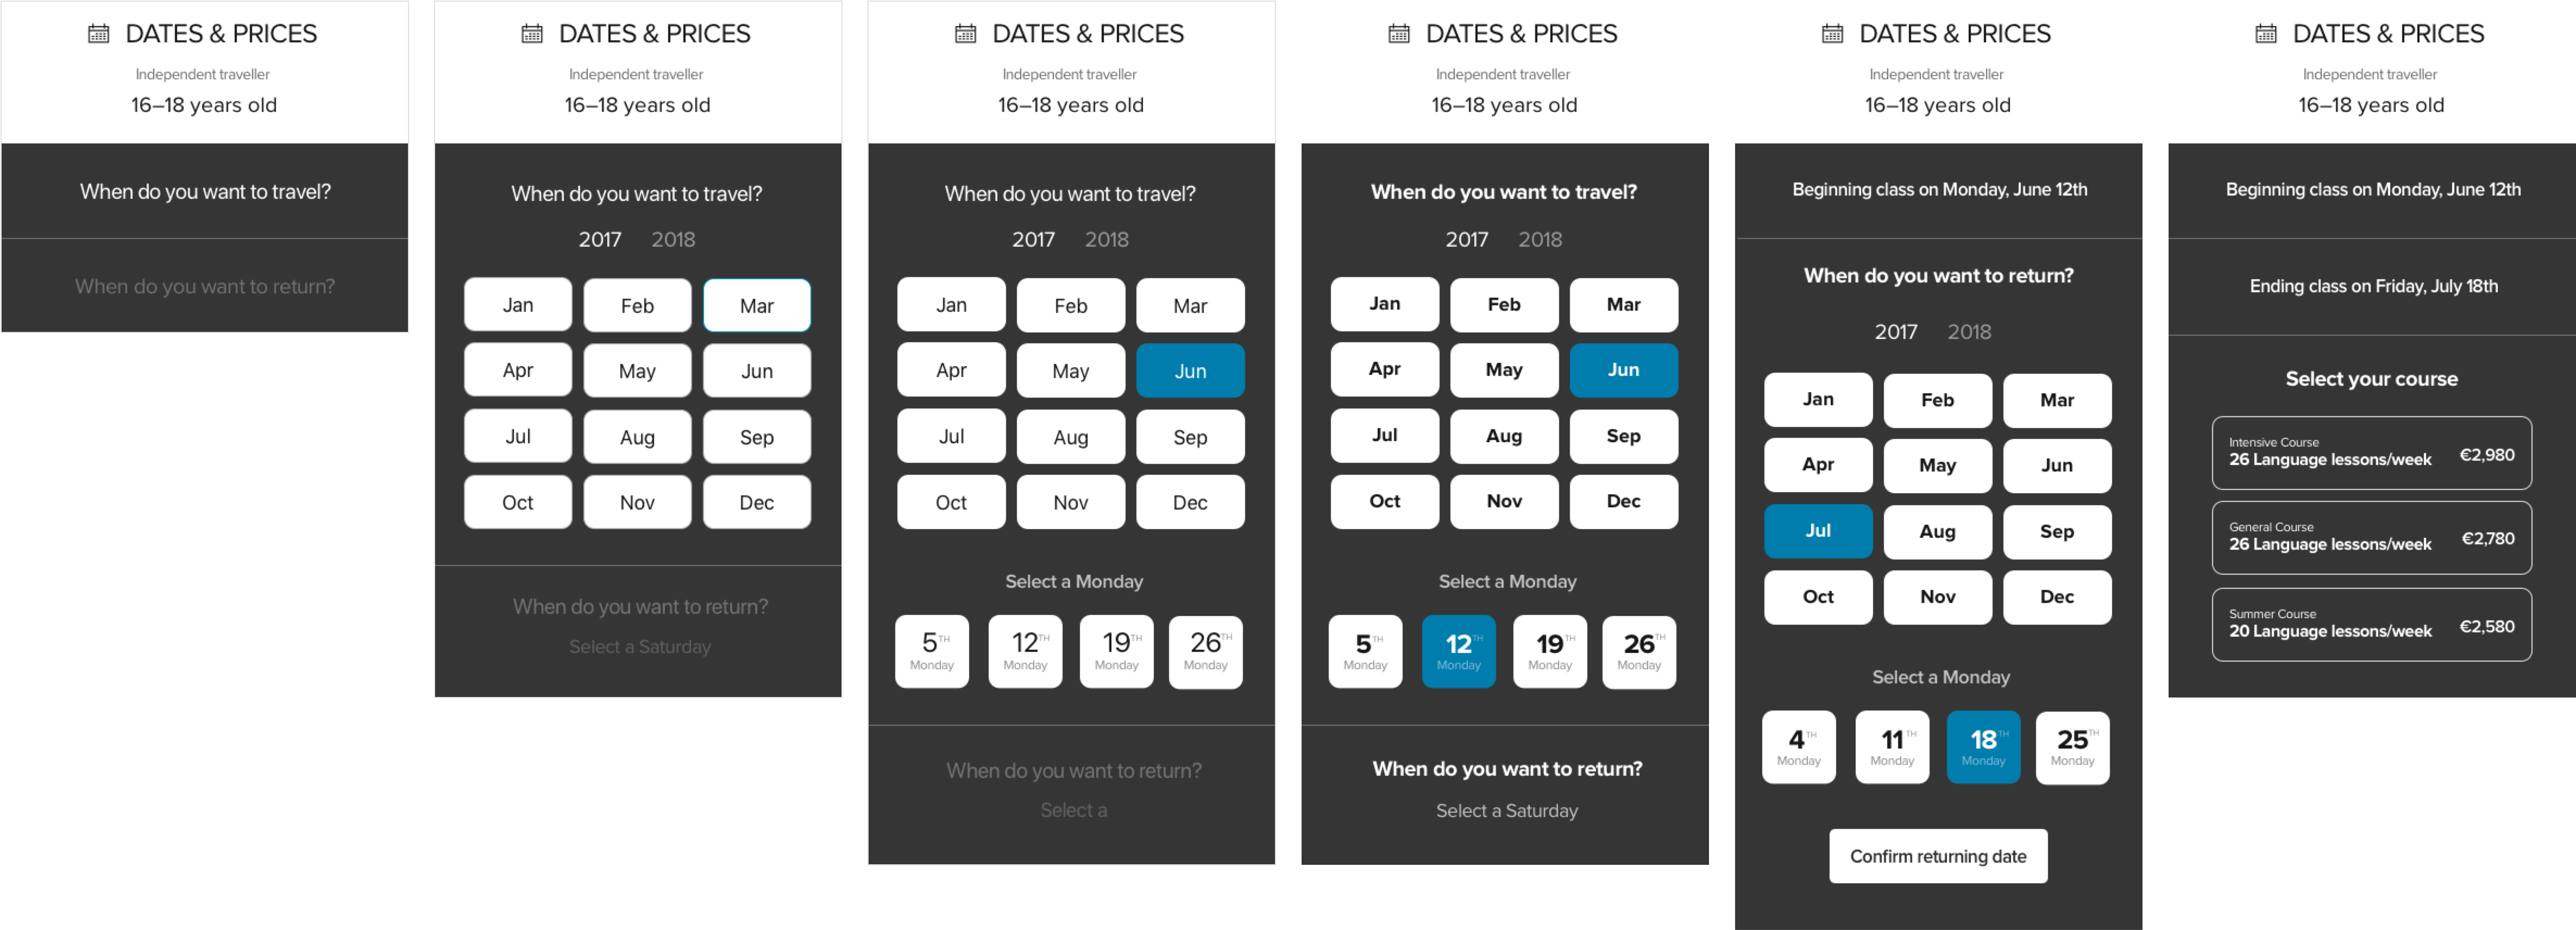 DATES & PRICES
Independent traveller
16–18 years old
When do you want to travel?
When do you want to return?
DATES & PRICES
Independent traveller
16–18 years old
When do you want to travel?
2017 2018
Jan Feb Mar
Apr May Jun
Jul Aug Sep
Oct Nov Dec
When do you want to return?
Select a Saturday
DATES & PRICES
Independent traveller
16–18 years old
When do you want to travel?
2017 2018
Jan Feb Mar
Apr May Jun
Jul Aug Sep
Oct Nov Dec
Select a Monday
5TH 12TH 19TH 26TH
Monday Monday Monday Monday
When do you want to return?
Select a
DATES & PRICES
Independent traveller
16–18 years old
When do you want to travel?
2017 2018
Jan Feb Mar
Apr May Jun
Jul Aug Sep
Oct Nov Dec
Select a Monday
5TH 12TH 19TH 26TH
Monday Monday Monday Monday
When do you want to return?
Select a Saturday
DATES & PRICES
Independent traveller
16–18 years old
Beginning class on Monday, June 12th
When do you want to return?
2017 2018
Jan Feb Mar
Apr May Jun
Jul Aug Sep
Oct Nov Dec
Select a Monday
4TH 11TH 18TH 25TH
Monday Monday Monday Monday
Confirm returning date
DATES & PRICES
Independent traveller
16–18 years old
Beginning class on Monday, June 12th
Ending class on Friday, July 18th
Select your course
Intensive Course
26 Language lessons/week €2,980
General Course
26 Language lessons/week €2,780
Summer Course
20 Language lessons/week €2,580